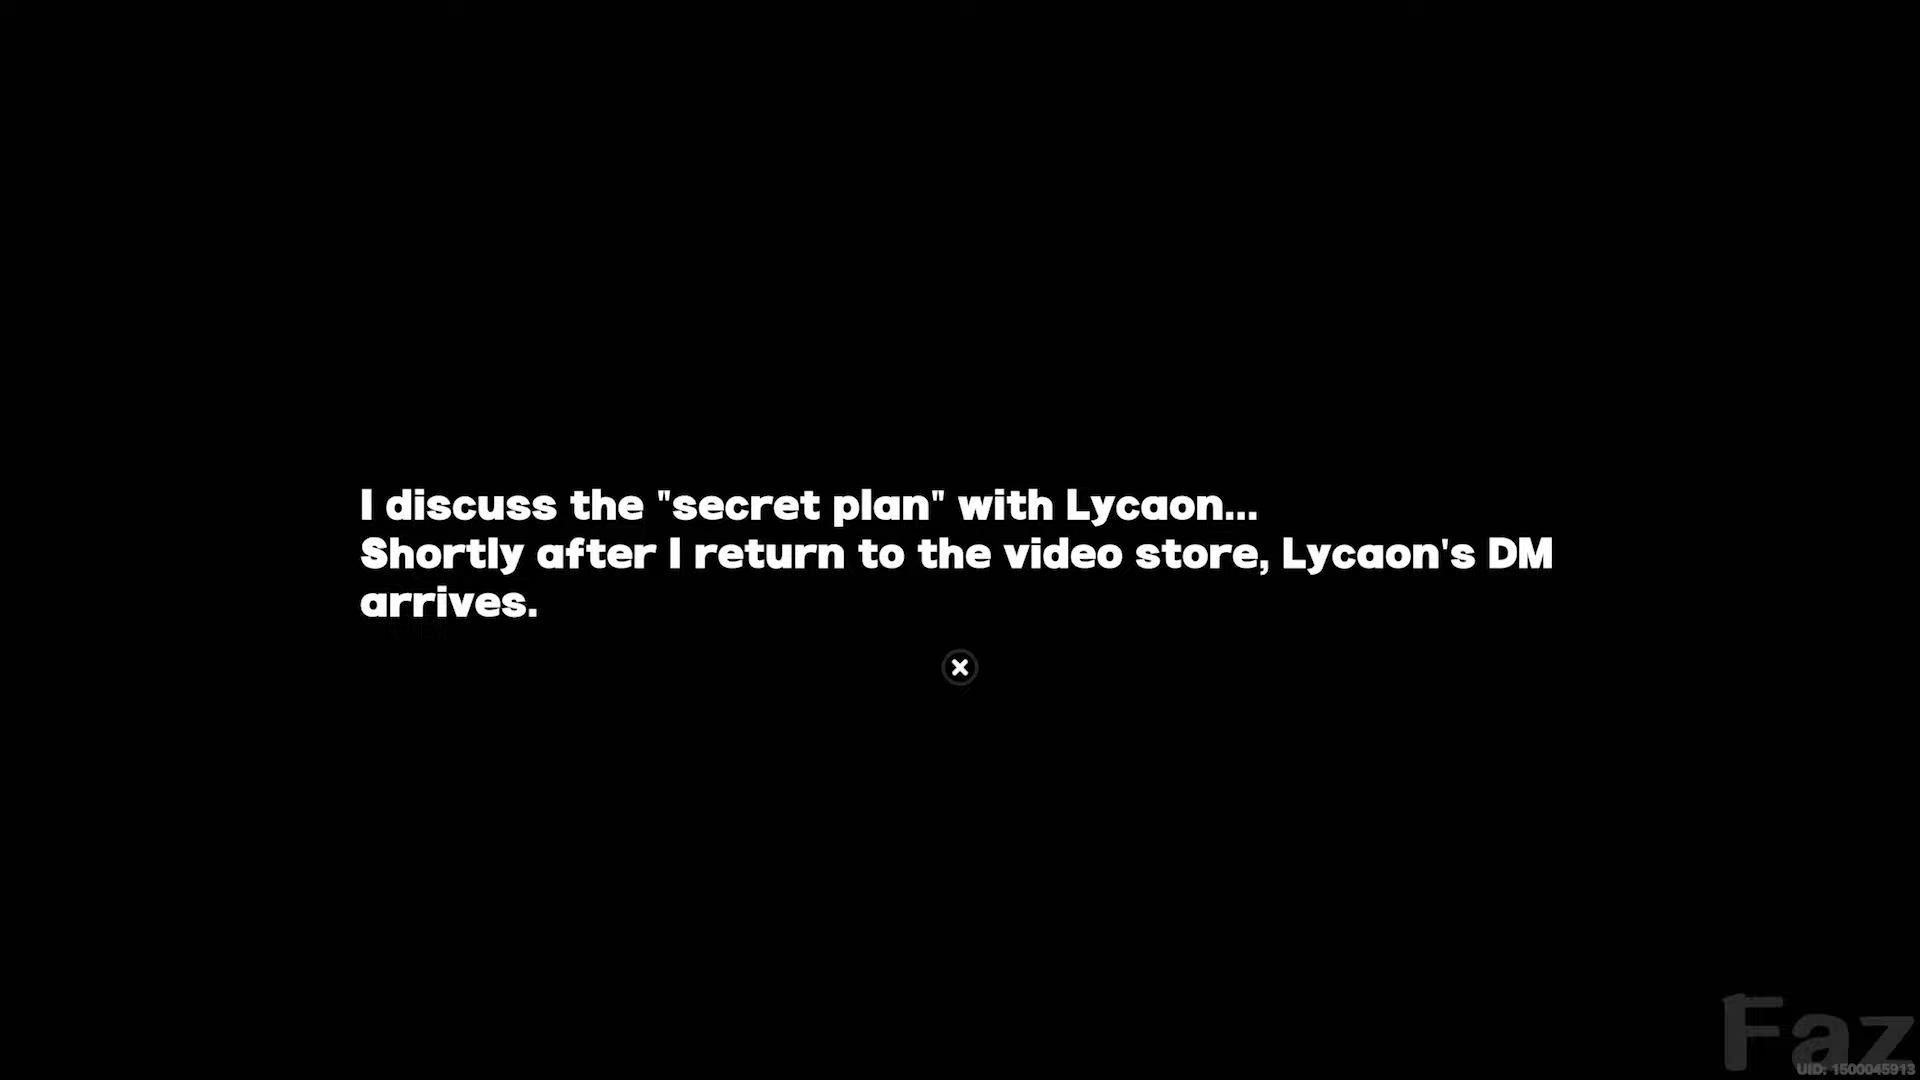 I discuss the "secret plan" with Lycaon...
Shortly after I return to the video store, Lycaon's DM
arrives.
Faz
UID: 1500045913